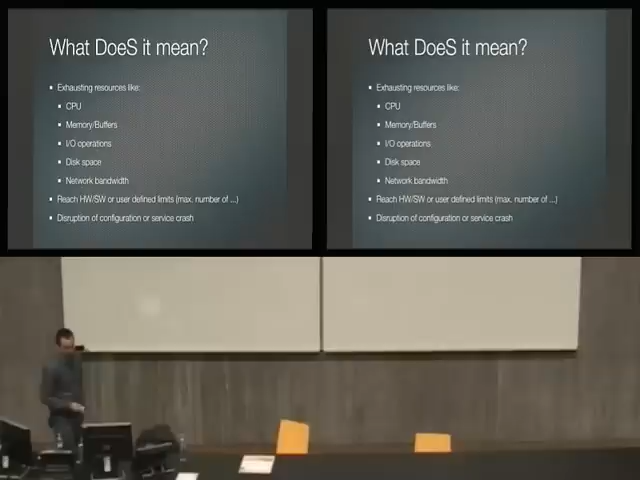 What DoeS it mean?
Exhausting resources like:
CPU
Memory/Buffers
I/O operations
Disk space
Network bandwidth
Reach HW/SW or user defined limits (max. number of ...)
Disruption of configuration or service crash
What DoeS it mean?
Exhausting resources like:
CPU
Memory/Buffers
I/O operations
Disk space
Network bandwidth
Reach HW/SW or user defined limits (max. number of ...)
Disruption of configuration or service crash